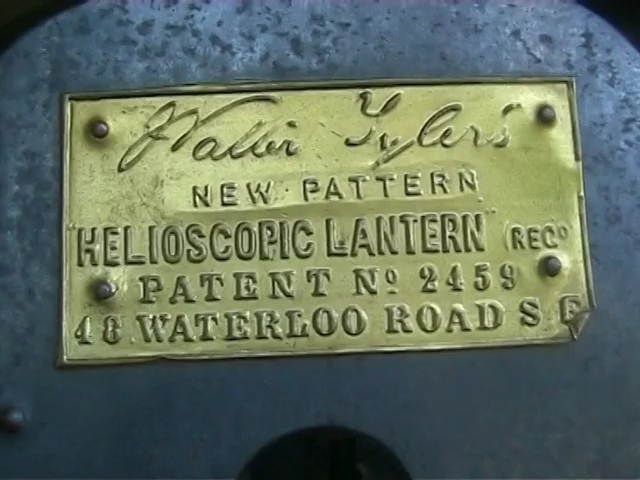 Walter Tyler's
NEW PATTERN
"HELIOSCOPIC LANTERN" (REGD
PATENT No 2459
48 WATERLOO ROAD S.E